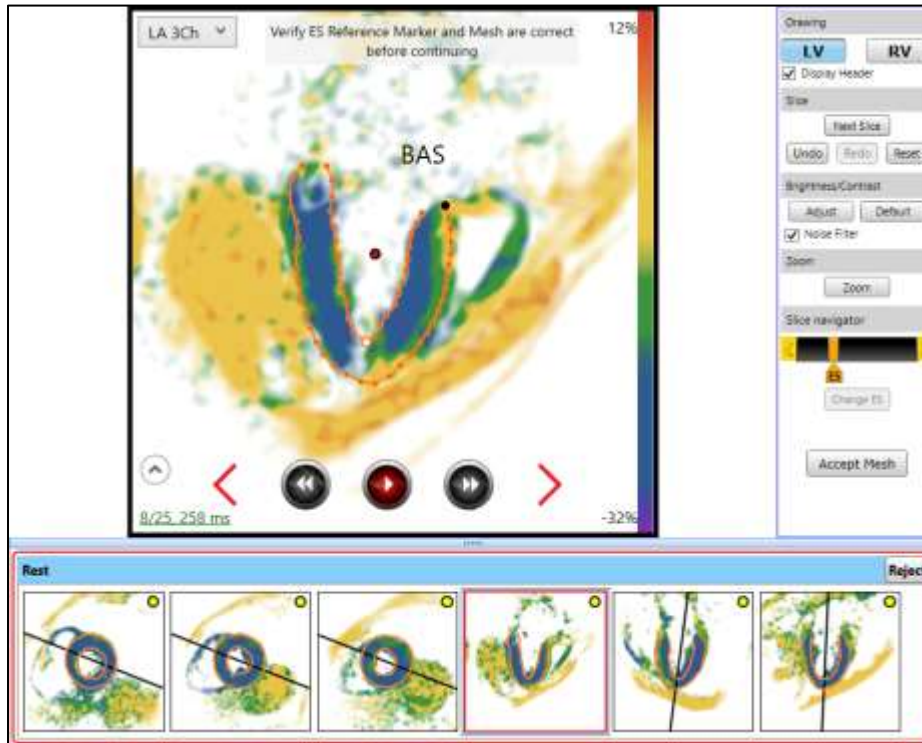 LA 3Ch
Verify ES Reference Marker and Mesh are correct
before continuing
12%
BAS
8/25, 258 ms
-32%
Drawing
LV RV
Display Header
Slice
Next Slice
Undo Redo Reset
Brightness/Contrast
Adjust Default
Noise Filter
Zoom
Zoom
Slice navigator
ES
Change ES
Accept Mesh
Rest
Reject